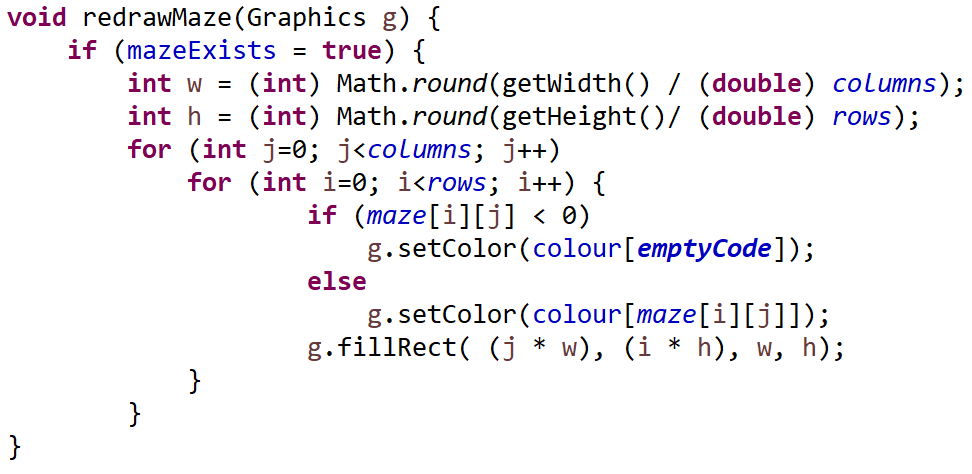 void redrawMaze(Graphics g) {
    if (mazeExists = true) {
        int w = (int) Math.round(getWidth() / (double) columns);
        int h = (int) Math.round(getHeight()/ (double) rows);
        for (int j=0; j<columns; j++)
            for (int i=0; i<rows; i++) {
                    if (maze[i][j] < 0)
                        g.setColor(colour[emptyCode]);
                    else
                        g.setColor(colour[maze[i][j]]);
                    g.fillRect( (j * w), (i * h), w, h);
            }
        }
}